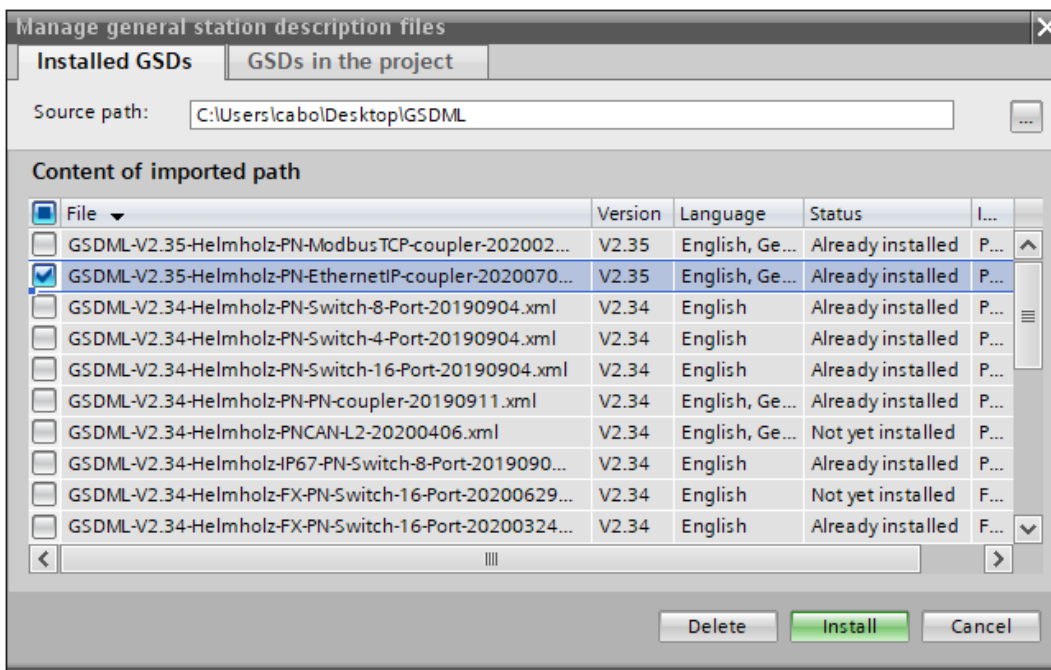 Manage general station description files
Installed GSDs GSDs in the project
Source path: C:\Users\cabo\Desktop\GSDML ...
Content of imported path
File Version Language Status I...
GSDML-V2.35-Helmholz-PN-ModbusTCP-coupler-202002... V2.35 English, Ge... Already installed P...
GSDML-V2.35-Helmholz-PN-EthernetIP-coupler-2020070... V2.35 English, Ge... Already installed P...
GSDML-V2.34-Helmholz-PN-Switch-8-Port-20190904.xml V2.34 English Already installed P...
GSDML-V2.34-Helmholz-PN-Switch-4-Port-20190904.xml V2.34 English Already installed P...
GSDML-V2.34-Helmholz-PN-Switch-16-Port-20190904.xml V2.34 English Already installed P...
GSDML-V2.34-Helmholz-PN-PN-coupler-20190911.xml V2.34 English, Ge... Already installed P...
GSDML-V2.34-Helmholz-PNCAN-L2-20200406.xml V2.34 English, Ge... Not yet installed P...
GSDML-V2.34-Helmholz-IP67-PN-Switch-8-Port-2019090... V2.34 English Already installed P...
GSDML-V2.34-Helmholz-FX-PN-Switch-16-Port-20200629... V2.34 English Not yet installed F...
GSDML-V2.34-Helmholz-FX-PN-Switch-16-Port-20200324... V2.34 English Already installed F...
Delete Install Cancel